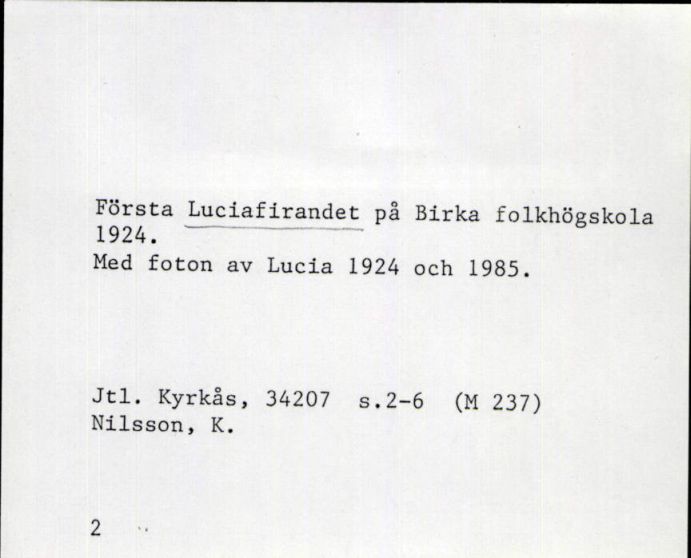 Första Luciafirandet på Birka folkhögskola
1924.
Med foton av Lucia 1924 och 1985.
Jtl. Kyrkås, 34207 s.2-6 (M 237)
Nilsson, K.
2